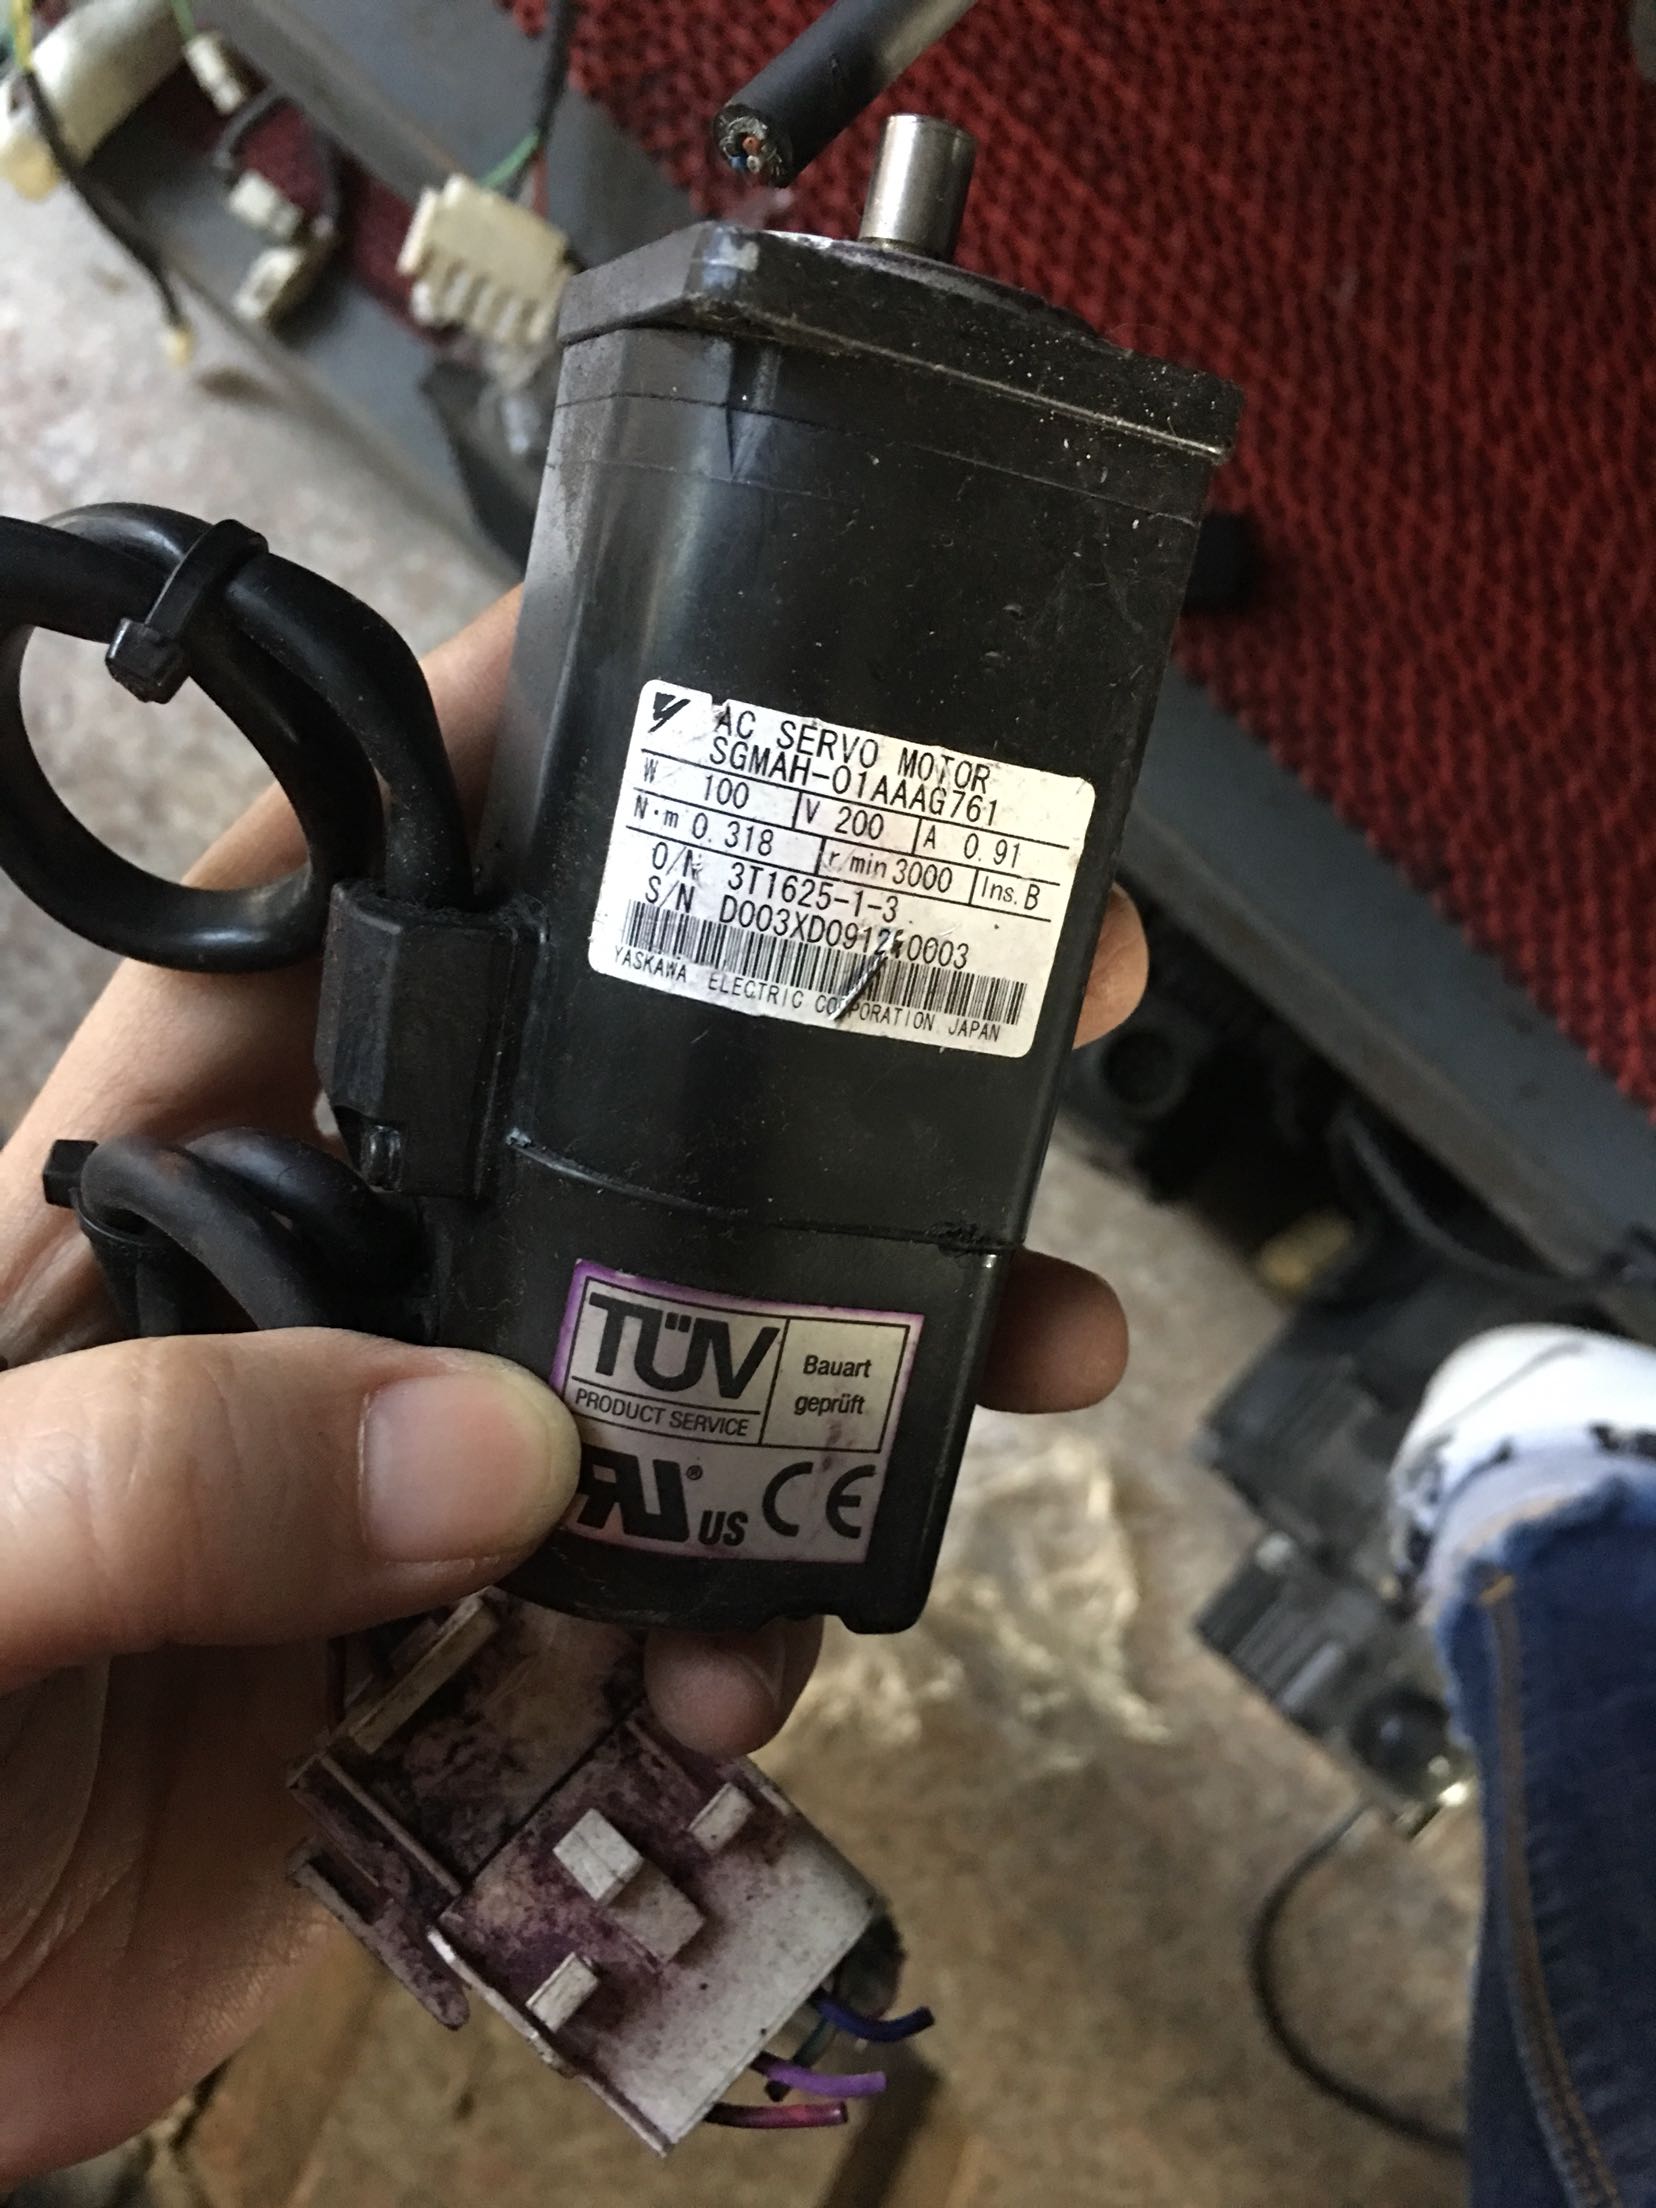 AC SERVO MOTOR
SGMAH-01AAAG761
W 100 V 200 A 0.91
N·m 0.318 r/min 3000 Ins. B
O/N 3T1625-1-3
S/N
YASKAWA ELECTRIC CORPORATION JAPAN
TÜV
PRODUCT SERVICE
Bauart
geprüft
® US CE